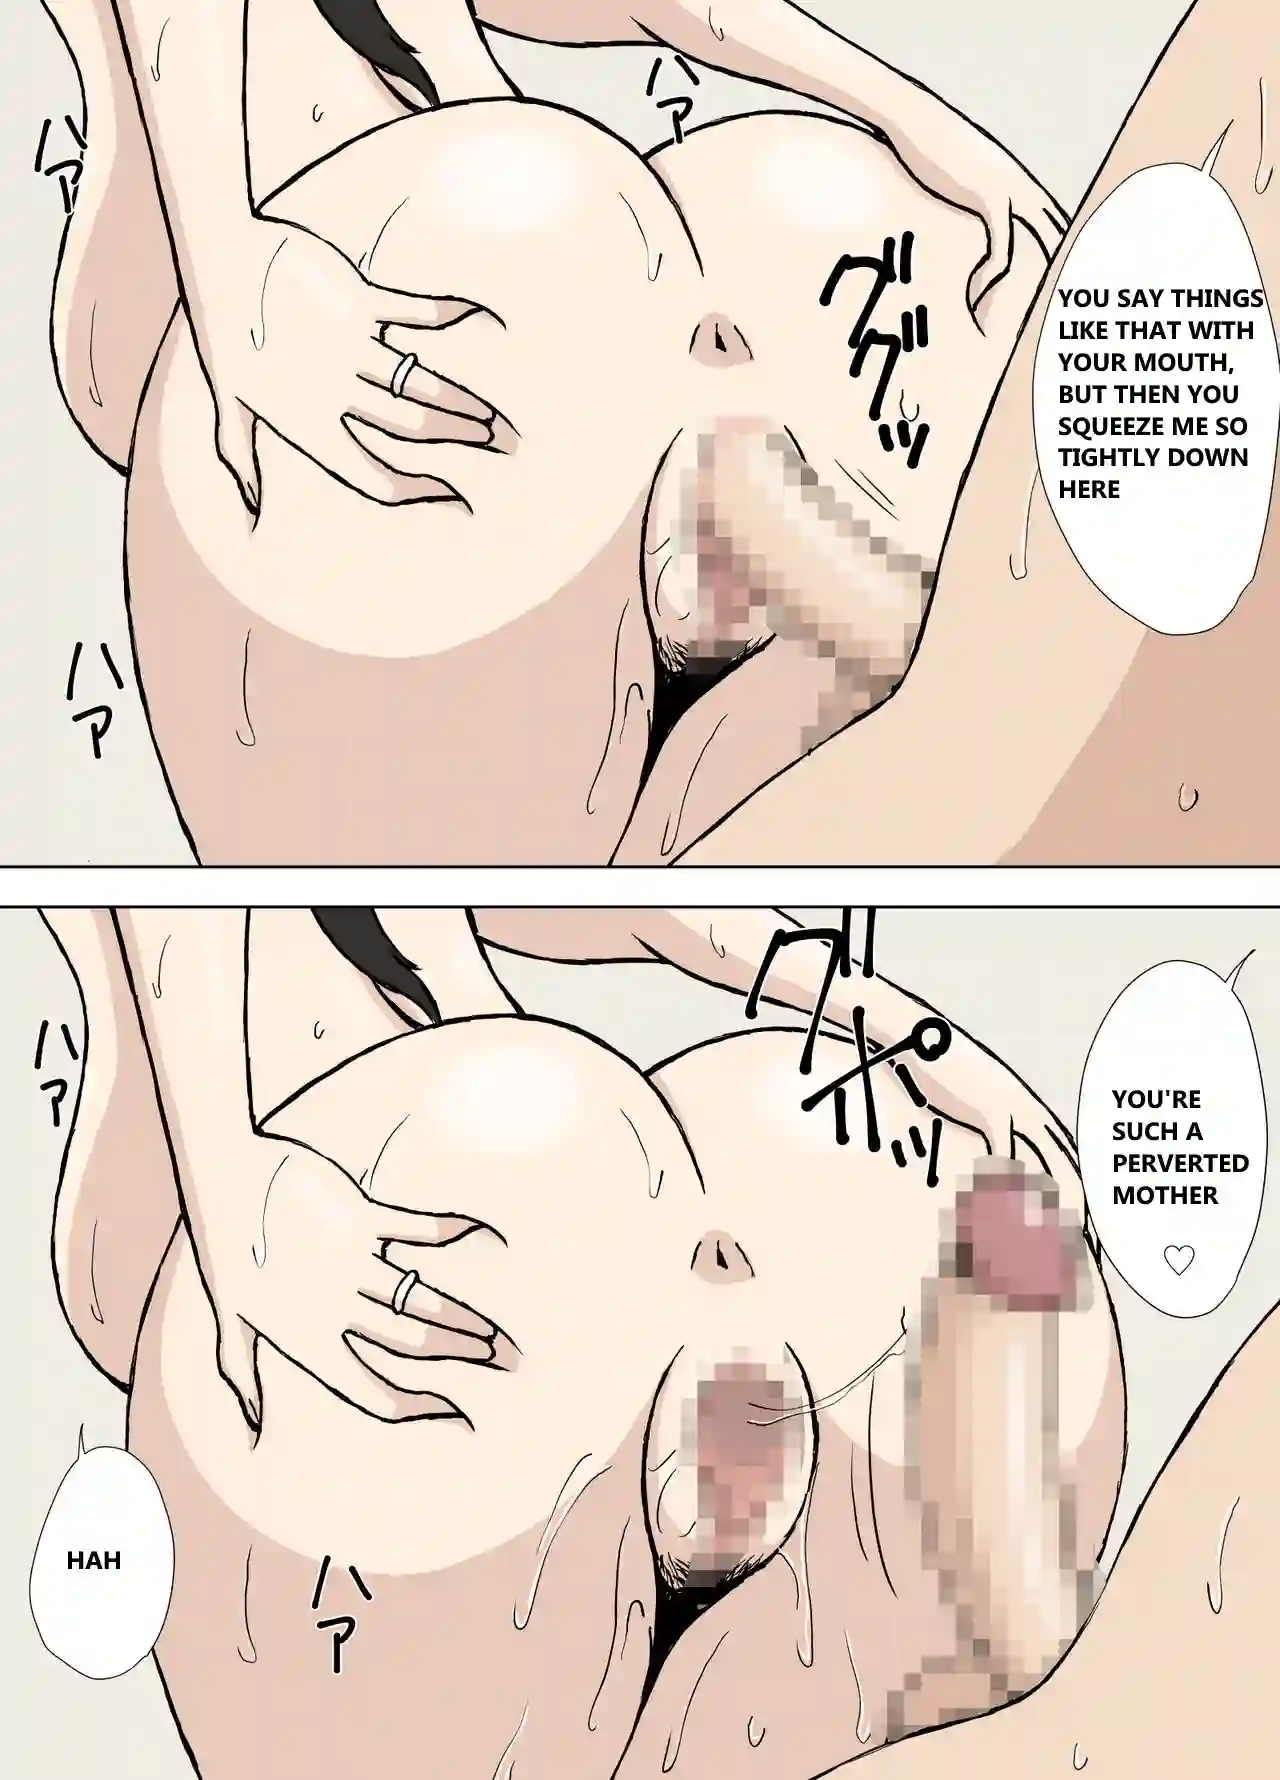 ハァ
ハァ
ググッ
YOU SAY THINGS
LIKE THAT WITH
YOUR MOUTH,
BUT THEN YOU
SQUEEZE ME SO
TIGHTLY DOWN
HERE
ハァ
グポッ
ハァ
YOU'RE
SUCH A
PERVERTED
MOTHER
♡
HAH
ハァ